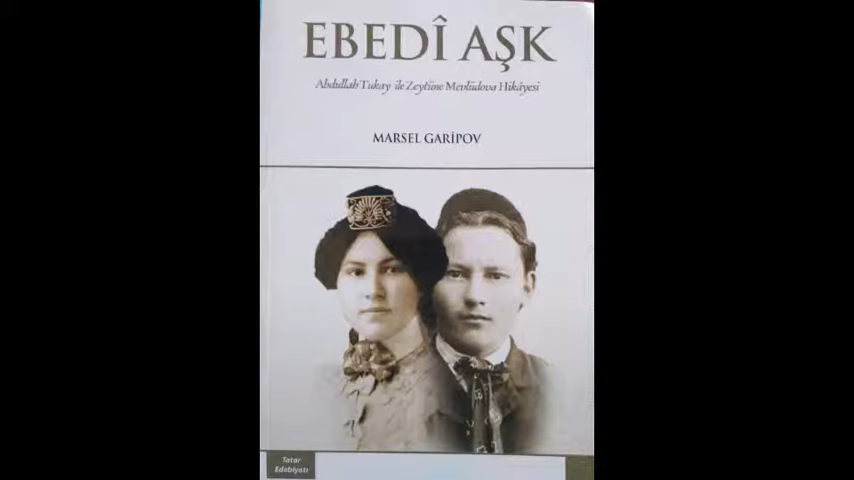 EBEDÎ AŞK
Abdullah Tukay ile Zeytüne Mevlüdova Hikâyesi
MARSEL GARİPOV
Tatar
Edebiyatı